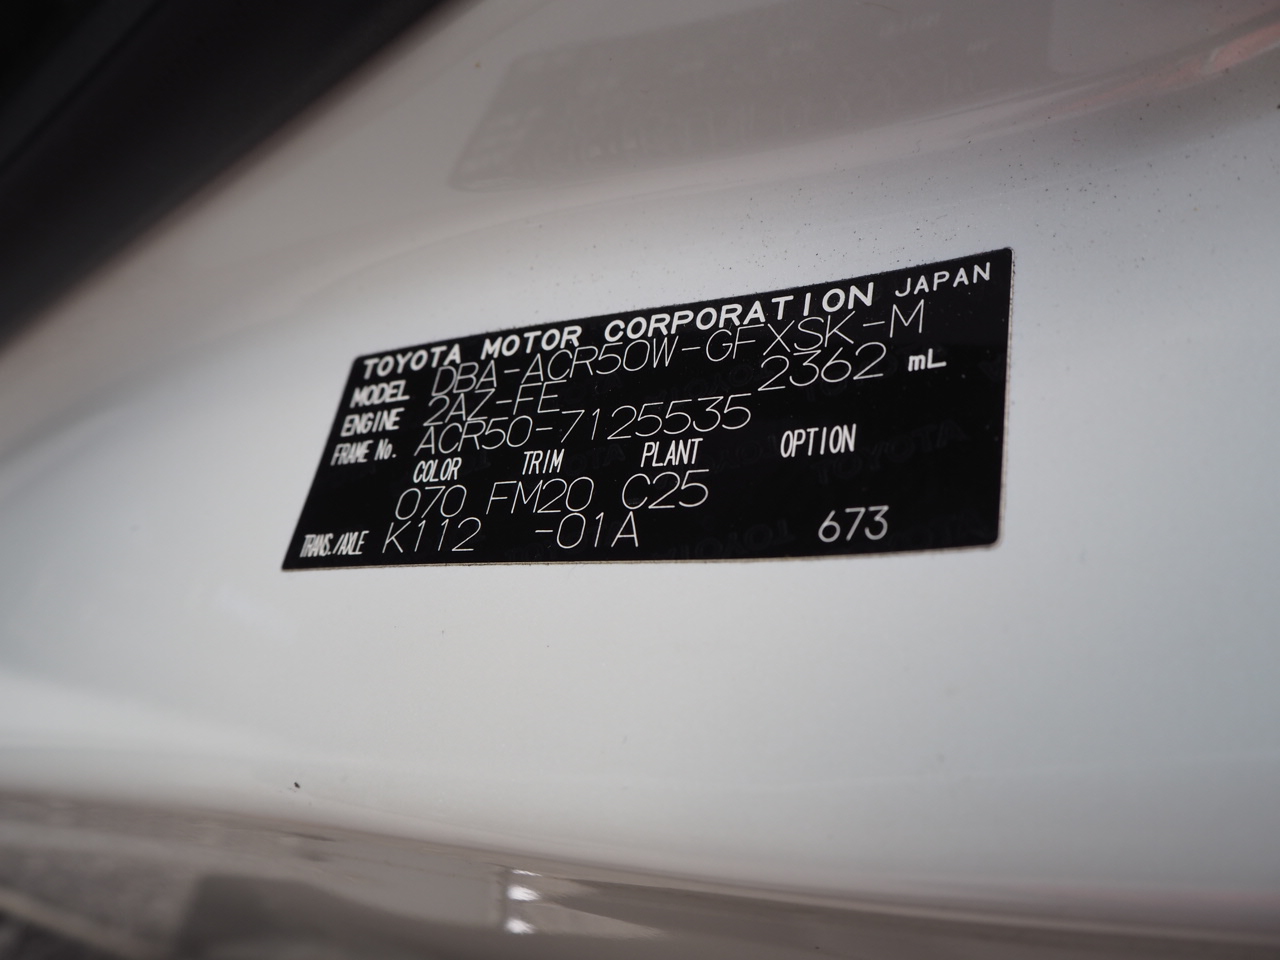 TOYOTA MOTOR CORPORATION JAPAN
MODEL DBA-ACR50W-GFXSK-M
ENGINE 2AZ-FE 2362 mL
FRAME No. ACR50-7125535
COLOR TRIM PLANT OPTION
070 FM20 C25
TRANS./AXLE K112 -01A 673